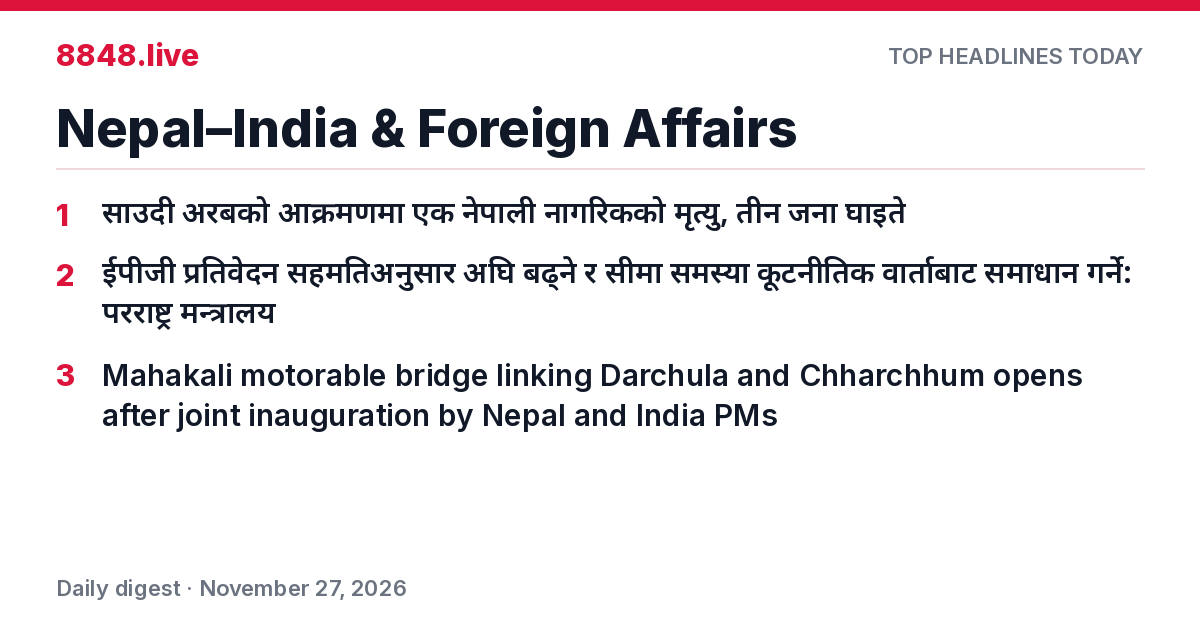 8848.live
TOP HEADLINES TODAY
Nepal–India & Foreign Affairs
1 साउदी अरबको आक्रमणमा एक नेपाली नागरिकको मृत्यु, तीन जना घाइते
2 ईपीजी प्रतिवेदन सहमतिअनुसार अघि बढ्ने र सीमा समस्या कूटनीतिक वार्ताबाट समाधान गर्ने:
परराष्ट्र मन्त्रालय
3 Mahakali motorable bridge linking Darchula and Chharchhum opens
after joint inauguration by Nepal and India PMs
Daily digest · November 27, 2026